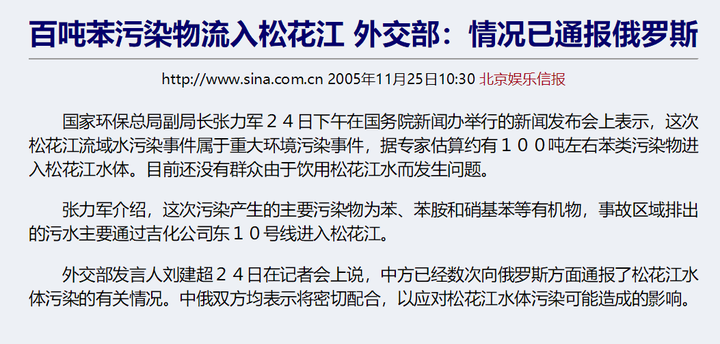 百吨苯污染物流入松花江 外交部：情况已通报俄罗斯
http://www.sina.com.cn 2005年11月25日10:30 北京娱乐信报
国家环保总局副局长张力军２４日下午在国务院新闻办举行的新闻发布会上表示，这次
松花江流域水污染事件属于重大环境污染事件，据专家估算约有１００吨左右苯类污染物进
入松花江水体。目前还没有群众由于饮用松花江水而发生问题。
张力军介绍，这次污染产生的主要污染物为苯、苯胺和硝基苯等有机物，事故区域排出
的污水主要通过吉化公司东１０号线进入松花江。
外交部发言人刘建超２４日在记者会上说，中方已经数次向俄罗斯方面通报了松花江水
体污染的有关情况。中俄双方均表示将密切配合，以应对松花江水体污染可能造成的影响。